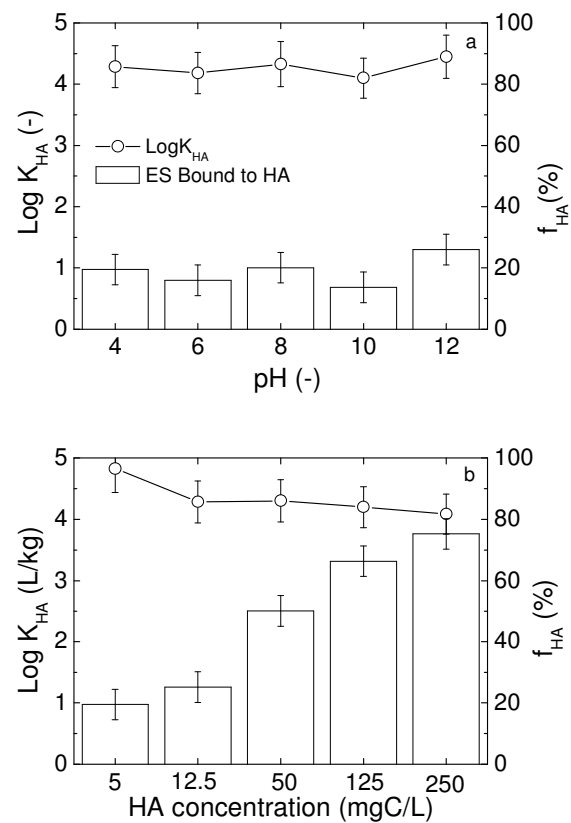 a
5
4
3
2
1
0
Log K_HA (-)
LogK_HA
ES Bound to HA
100
80
60
40
20
0
f_HA(%)
4 6 8 10 12
pH (-)
b
5
4
3
2
1
0
Log K_HA (L/kg)
100
80
60
40
20
0
f_HA (%)
5 12.5 50 125 250
HA concentration (mgC/L)